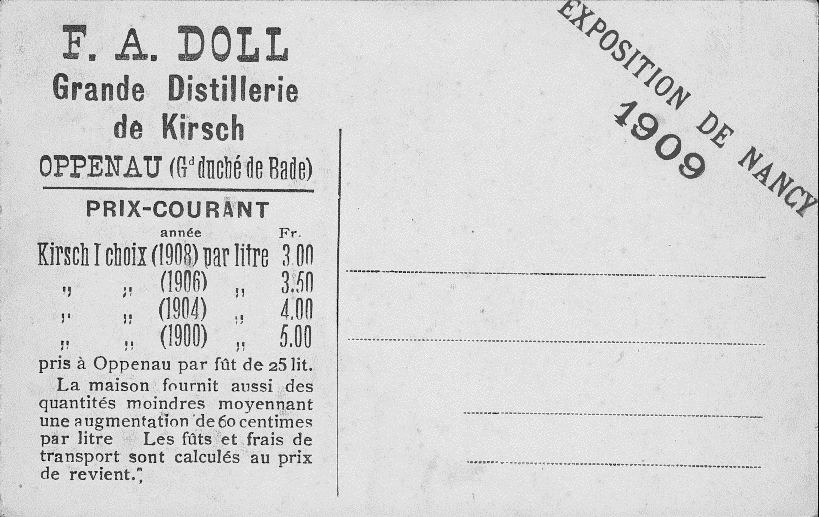 F. A. DOLL
Grande Distillerie
de Kirsch
OPPENAU (Gd duché de Bade)
PRIX-COURANT
année Fr.
Kirsch I choix (1908) par litre 3.00
„ „ (1906) „ 3.50
„ „ (1904) „ 4.00
„ „ (1900) „ 5.00
pris à Oppenau par fût de 25 lit.
La maison fournit aussi des
quantités moindres moyennant
une augmentation de 60 centimes
par litre Les fûts et frais de
transport sont calculés au prix
de revient.
EXPOSITION DE NANCY
1909